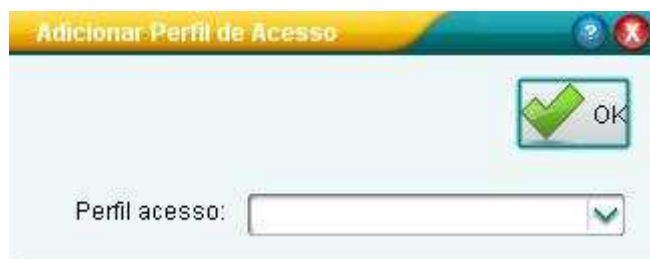 Adicionar Perfil de Acesso
?
X
OK
Perfil acesso: